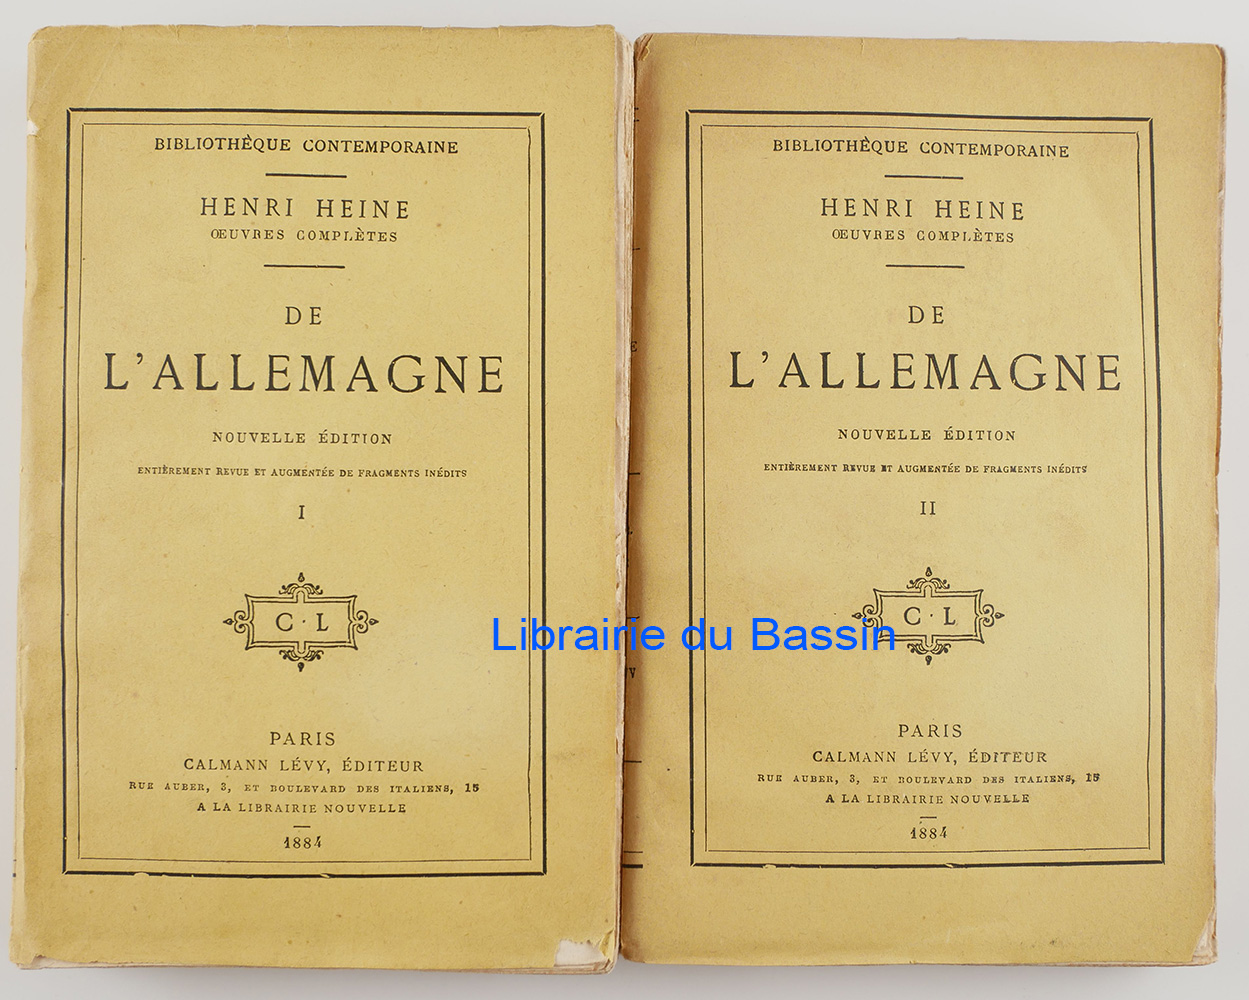 BIBLIOTHÈQUE CONTEMPORAINE
HENRI HEINE
ŒUVRES COMPLÈTES
DE
L'ALLEMAGNE
NOUVELLE ÉDITION
ENTIÈREMENT REVUE ET AUGMENTÉE DE FRAGMENTS INÉDITS
I
C · L
PARIS
CALMANN LÉVY, ÉDITEUR
RUE AUBER, 3, ET BOULEVARD DES ITALIENS, 15
A LA LIBRAIRIE NOUVELLE
1884
BIBLIOTHÈQUE CONTEMPORAINE
HENRI HEINE
ŒUVRES COMPLÈTES
DE
L'ALLEMAGNE
NOUVELLE ÉDITION
ENTIÈREMENT REVUE ET AUGMENTÉE DE FRAGMENTS INÉDITS
II
C · L
PARIS
CALMANN LÉVY, ÉDITEUR
RUE AUBER, 3, ET BOULEVARD DES ITALIENS, 15
A LA LIBRAIRIE NOUVELLE
1884
Librairie du Bassin